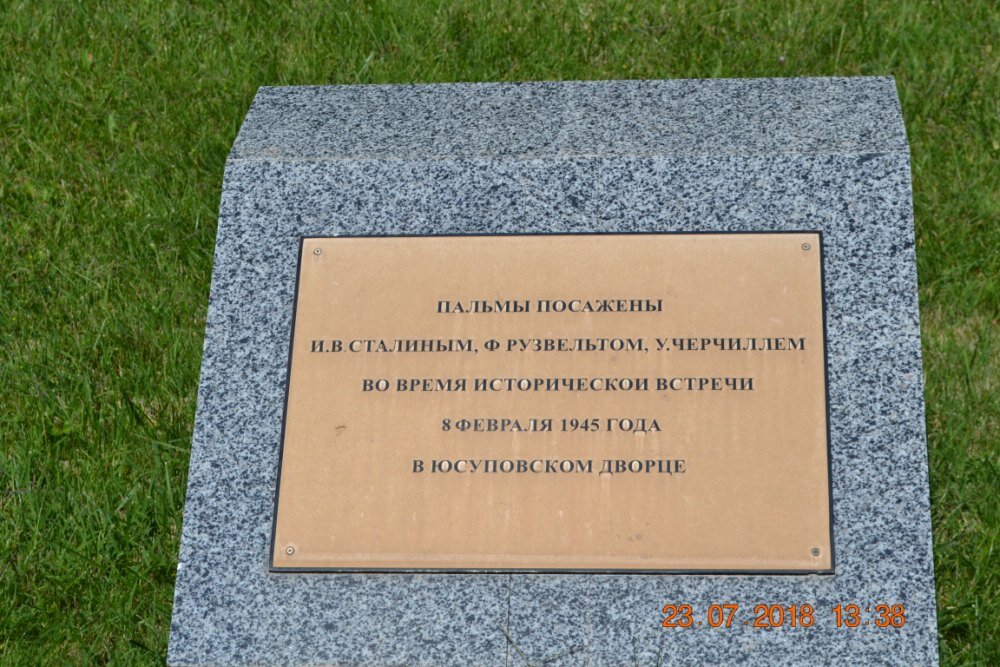 ПАЛЬМЫ ПОСАЖЕНЫ
И.В.СТАЛИНЫМ, Ф РУЗВЕЛЬТОМ, У.ЧЕРЧИЛЛЕМ
ВО ВРЕМЯ ИСТОРИЧЕСКОИ ВСТРЕЧИ
8 ФЕВРАЛЯ 1945 ГОДА
В ЮСУПОВСКОМ ДВОРЦЕ
23 07 2018 13 38